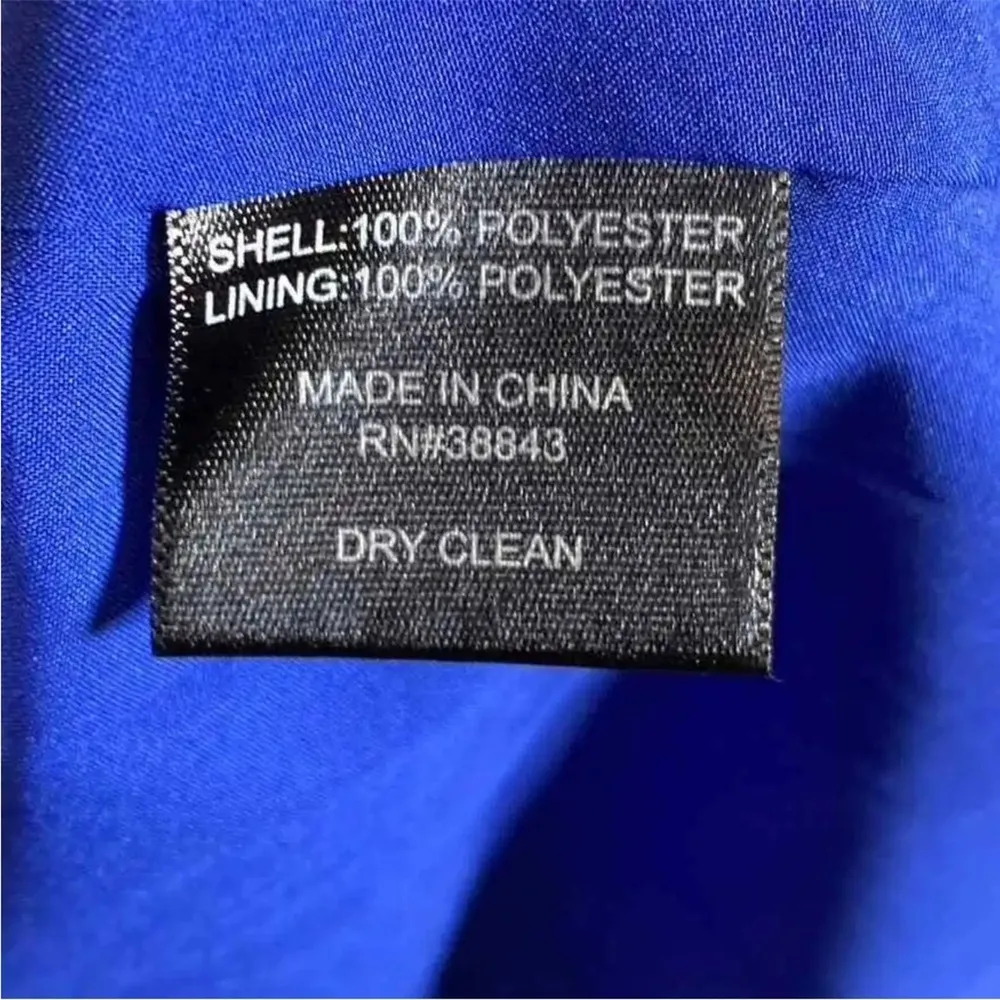 SHELL:100% POLYESTER
LINING:100% POLYESTER
MADE IN CHINA
RN#38843
DRY CLEAN